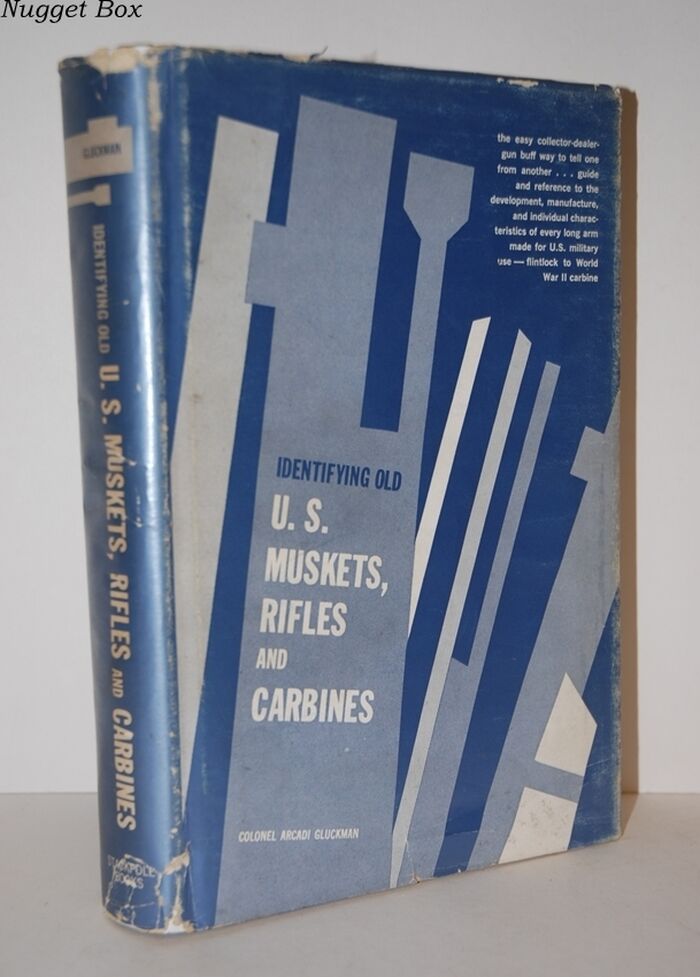 Nugget Box
GLUCKMAN
IDENTIFYING OLD U. S. MUSKETS, RIFLES AND CARBINES
STACKPOLE
BOOKS
the easy collector-dealer-
gun buff way to tell one
from another . . . guide
and reference to the
development, manufacture,
and individual charac-
teristics of every long arm
made for U.S. military
use — flintlock to World
War II carbine
IDENTIFYING OLD
U. S.
MUSKETS,
RIFLES
AND
CARBINES
COLONEL ARCADI GLUCKMAN